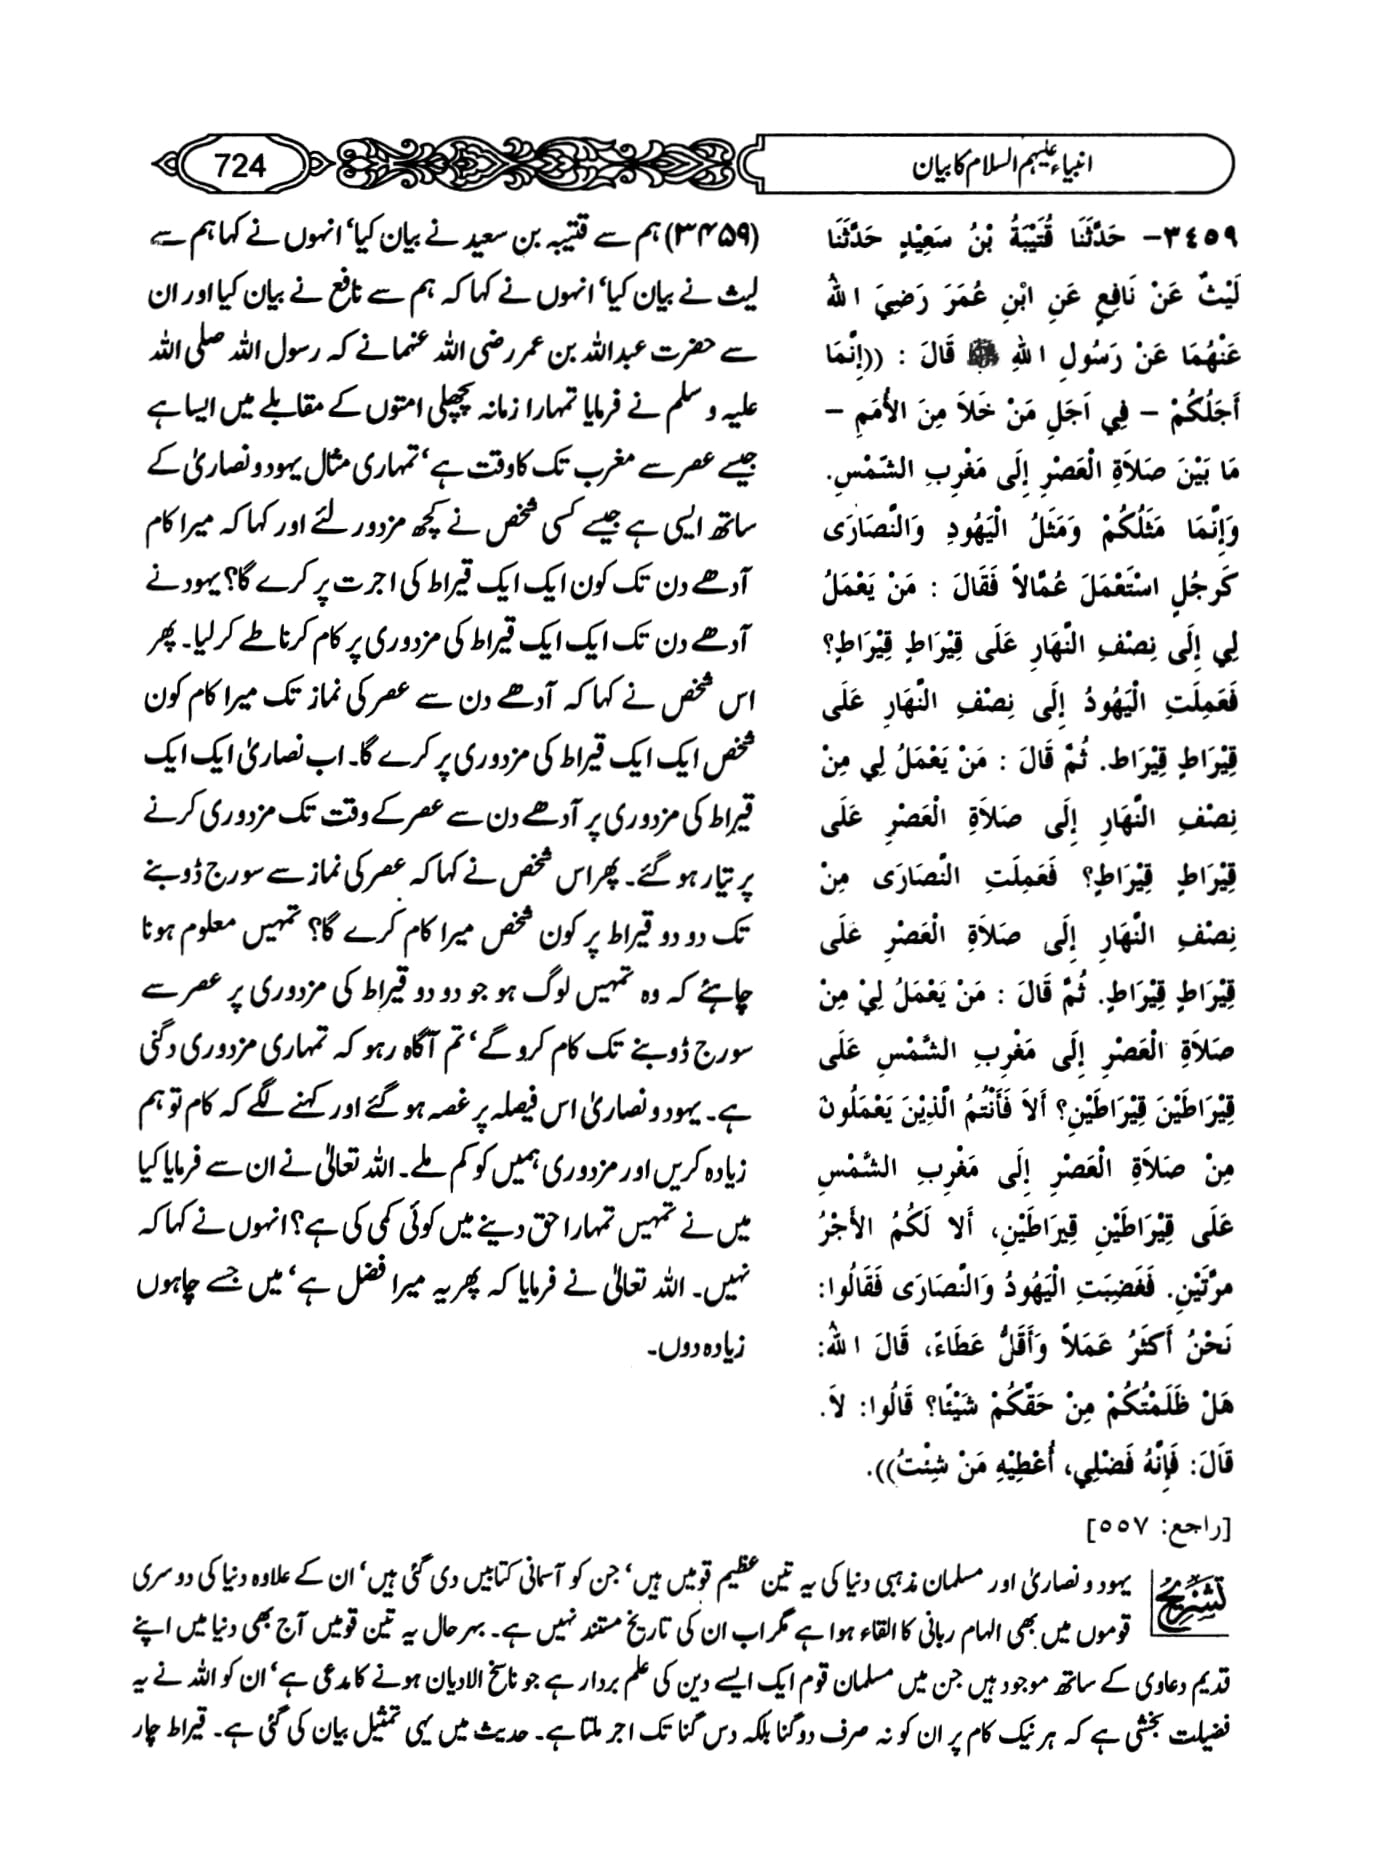 انبیاء علیہم السلام کا بیان
724
٣٤٥٩– حَدَّثَنَا قُتَيْبَةُ بْنُ سَعِيْدٍ حَدَّثَنَا
لَيْثٌ عَنْ نَافِعٍ عَنِ ابْنِ عُمَرَ رَضِيَ اللهُ
عَنْهُمَا عَنْ رَسُولِ اللهِ ﷺ قَالَ : ((إِنَّمَا
أَجَلُكُمْ – فِي أَجَلِ مَنْ خَلاَ مِنَ الأُمَمِ –
مَا بَيْنَ صَلاَةِ الْعَصْرِ إِلَى مَغْرِبِ الشَّمْسِ.
وَإِنَّمَا مَثَلُكُمْ وَمَثَلُ الْيَهُودِ وَالنَّصَارَى
كَرَجُلٍ اسْتَعْمَلَ عُمَّالاً فَقَالَ : مَنْ يَعْمَلُ
لِي إِلَى نِصْفِ النَّهَارِ عَلَى قِيْرَاطٍ قِيْرَاطٍ؟
فَعَمِلَتِ الْيَهُودُ إِلَى نِصْفِ النَّهَارِ عَلَى
قِيْرَاطٍ قِيْرَاط. ثُمَّ قَالَ : مَنْ يَعْمَلُ لِي مِنْ
نِصْفِ النَّهَارِ إِلَى صَلاَةِ الْعَصْرِ عَلَى
قِيْرَاطٍ قِيْرَاطٍ؟ فَعَمِلَتِ النَّصَارَى مِنْ
نِصْفِ النَّهَارِ إِلَى صَلاَةِ الْعَصْرِ عَلَى
قِيْرَاطٍ قِيْرَاطٍ. ثُمَّ قَالَ : مَنْ يَعْمَلُ لِيْ مِنْ
صَلاَةِ الْعَصْرِ إِلَى مَغْرِبِ الشَّمْسِ عَلَى
قِيْرَاطَيْنَ قِيْرَاطَيْنِ؟ أَلاَ فَأَنْتُمُ الَّذِيْنَ يَعْمَلُونَ
مِنْ صَلاَةِ الْعَصْرِ إِلَى مَغْرِبِ الشَّمْسِ
عَلَى قِيْرَاطَيْنِ قِيرَاطَيْنِ، أَلا لَكُمُ الأَجْرُ
مَرَّتَيْنِ. فَغَضِبَتِ الْيَهُودُ وَالنَّصَارَى فَقَالُوا:
نَحْنُ أَكثَرُ عَمَلاً وَأَقَلُّ عَطَاءً، قَالَ اللهُ:
هَلْ ظَلَمْتُكُمْ مِنْ حَقِّكُمْ شَيْئًا؟ قَالُوا: لاَ.
قَالَ: فَإِنَّهُ فَضْلِي، أُعْطِيْهِ مَنْ شِئْتُ)).
[راجع: ٥٥٧]
(۳۴۵۹) ہم سے قتیبہ بن سعید نے بیان کیا‘ انہوں نے کہا ہم سے
لیث نے بیان کیا‘ انہوں نے کہا کہ ہم سے نافع نے بیان کیا اور ان
سے حضرت عبداللہ بن عمر رضی اللہ عنہما نے کہ رسول اللہ صلی اللہ
علیہ و سلم نے فرمایا تمہارا زمانہ پچھلی امتوں کے مقابلے میں ایسا ہے
جیسے عصر سے مغرب تک کا وقت ہے‘ تمہاری مثال یہود و نصاریٰ کے
ساتھ ایسی ہے جیسے کسی شخص نے کچھ مزدور لئے اور کہا کہ میرا کام
آدھے دن تک کون ایک ایک قیراط کی اجرت پر کرے گا؟ یہود نے
آدھے دن تک ایک ایک قیراط کی مزدوری پر کام کرنا طے کرلیا۔ پھر
اس شخص نے کہا کہ آدھے دن سے عصر کی نماز تک میرا کام کون
شخص ایک ایک قیراط کی مزدوری پر کرے گا۔ اب نصاریٰ ایک ایک
قیراط کی مزدوری پر آدھے دن سے عصر کے وقت تک مزدوری کرنے
پر تیار ہو گئے۔ پھر اس شخص نے کہا کہ عصر کی نماز سے سورج ڈوبنے
تک دو دو قیراط پر کون شخص میرا کام کرے گا؟ تمہیں معلوم ہونا
چاہئے کہ وہ تمہیں لوگ ہو جو دو دو قیراط کی مزدوری پر عصر سے
سورج ڈوبنے تک کام کرو گے‘ تم آگاہ رہو کہ تمہاری مزدوری دگنی
ہے۔ یہود و نصاریٰ اس فیصلہ پر غصہ ہو گئے اور کہنے لگے کہ کام تو ہم
زیادہ کریں اور مزدوری ہمیں کو کم ملے۔ اللہ تعالیٰ نے ان سے فرمایا کیا
میں نے تمہیں تمہارا حق دینے میں کوئی کمی کی ہے؟ انہوں نے کہا کہ
نہیں۔ اللہ تعالیٰ نے فرمایا کہ پھر یہ میرا فضل ہے‘ میں جسے چاہوں
زیادہ دوں۔
تشریح یہود و نصاریٰ اور مسلمان مذہبی دنیا کی یہ تین عظیم قومیں ہیں‘ جن کو آسمانی کتابیں دی گئی ہیں‘ ان کے علاوہ دنیا کی دوسری
قوموں میں بھی الہام ربانی کا القاء ہوا ہے مگر اب ان کی تاریخ مستند نہیں ہے۔ بہر حال یہ تین قومیں آج بھی دنیا میں اپنے
قدیم دعاوی کے ساتھ موجود ہیں جن میں مسلمان قوم ایک ایسے دین کی علم بردار ہے جو ناسخ الادیان ہونے کا مدعی ہے‘ ان کو اللہ نے یہ
فضیلت بخشی ہے کہ ہر نیک کام پر ان کو نہ صرف دوگنا بلکہ دس گنا تک اجر ملتا ہے۔ حدیث میں یہی تمثیل بیان کی گئی ہے۔ قیراط چار